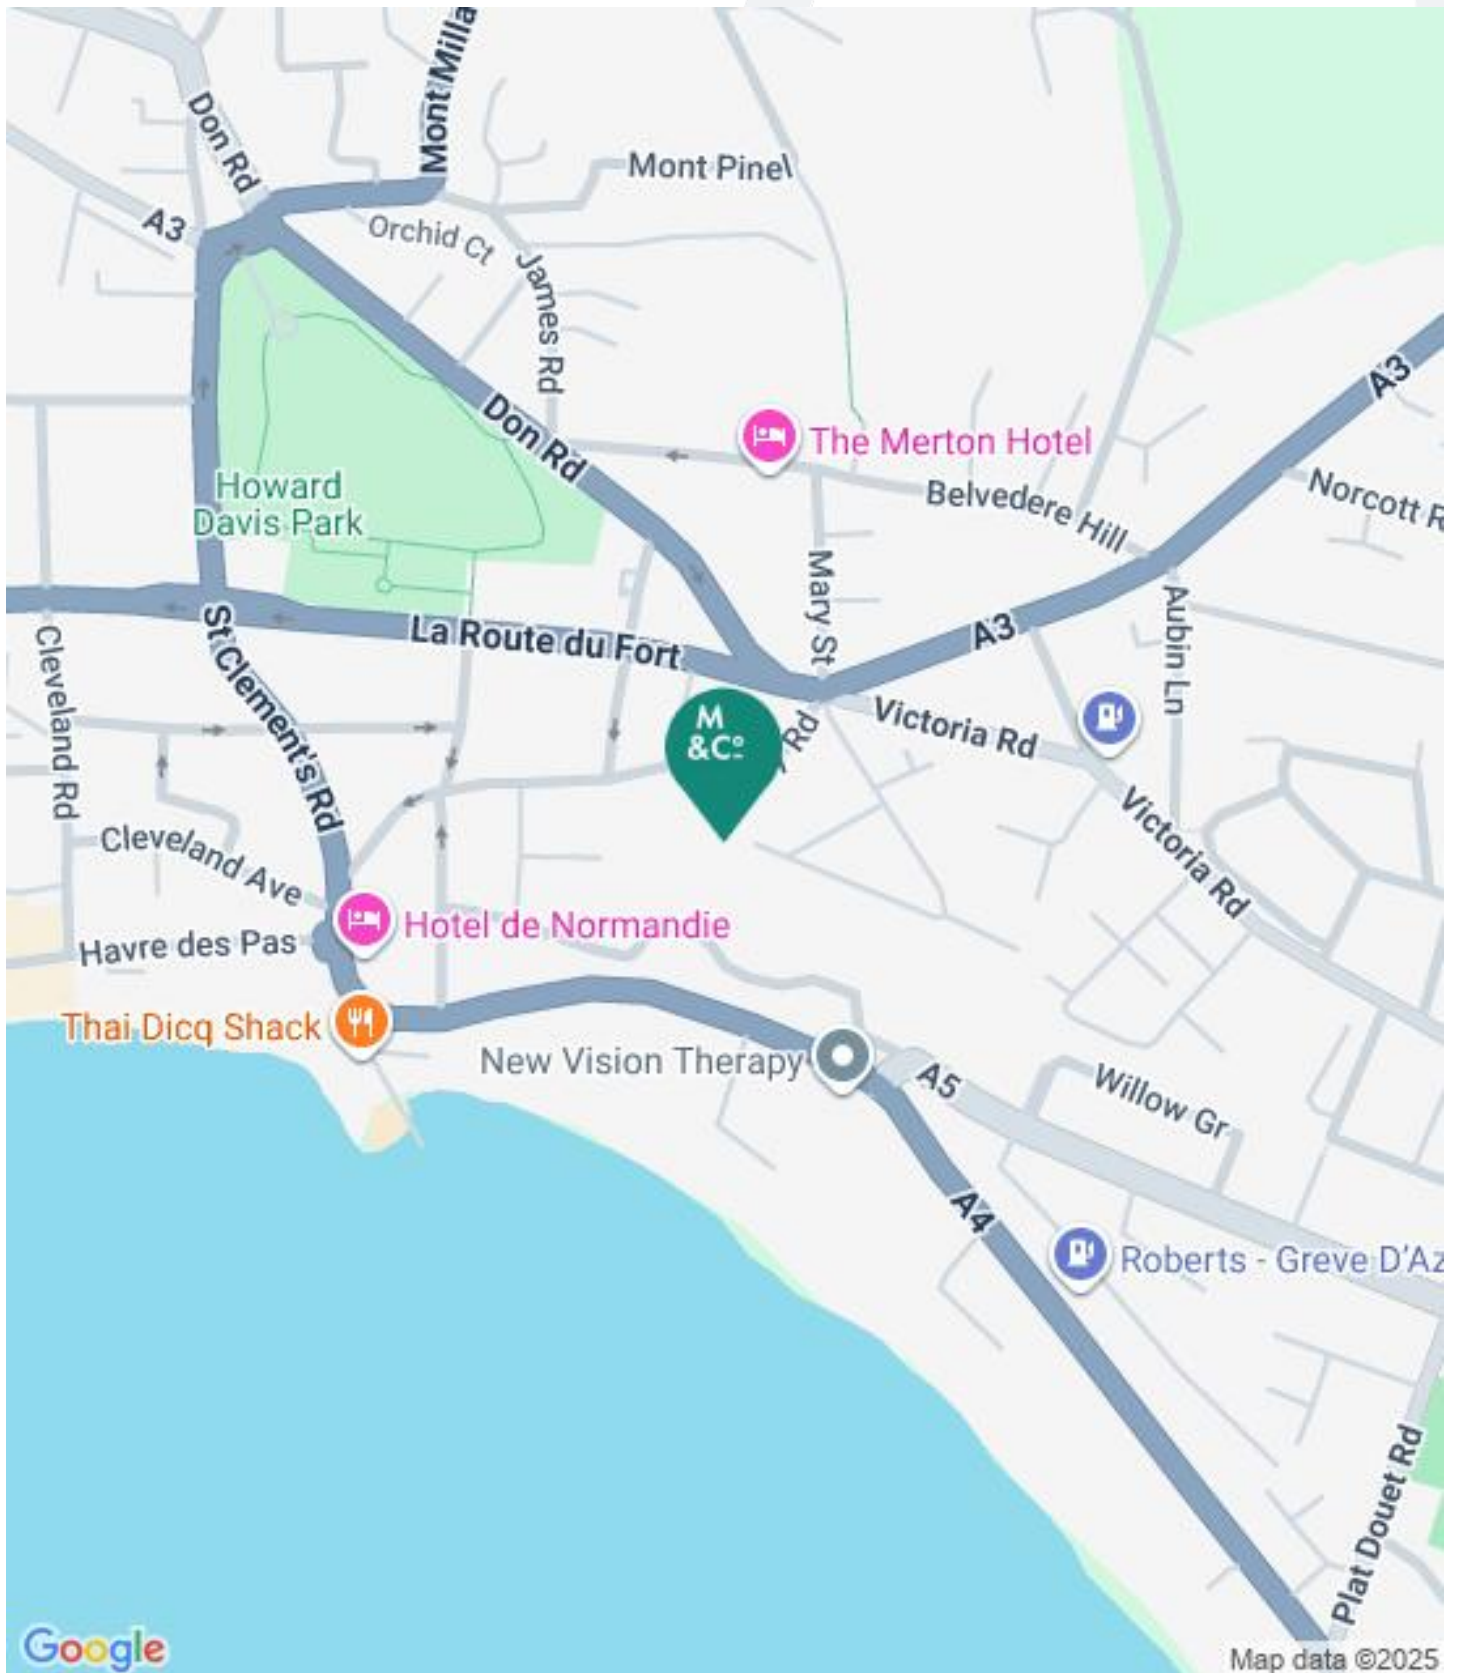 Mont Milla
Don Rd
Mont Pinel
A3
Orchid Ct
James Rd
A3
Don Rd
The Merton Hotel
Howard
Davis Park
Belvedere Hill
Norcott R
Mary St
Aubin Ln
La Route du Fort
A3
St Clement's Rd
Cleveland Rd
M
&Co
Rd
Victoria Rd
Victoria Rd
Cleveland Ave
Hotel de Normandie
Havre des Pas
Thai Dicq Shack
New Vision Therapy
A5
Willow Gr
A4
Roberts - Greve D'Az
Plat Douet Rd
Google
Map data ©2025